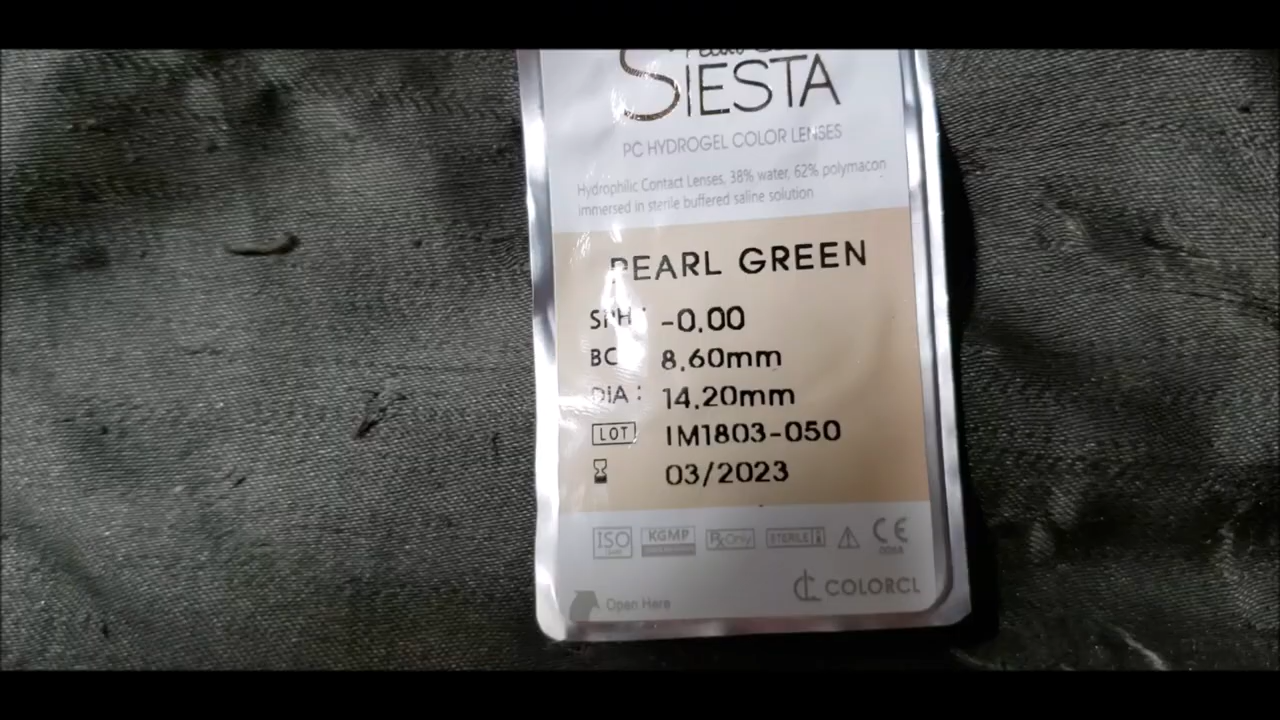 SIESTA
PC HYDROGEL COLOR LENSES
Hydrophilic Contact Lenses, 38% water, 62% polymacon
immersed in sterile buffered saline solution
PEARL GREEN
SPH : -0.00
BC 8.60mm
DIA : 14.20mm
LOT IM1803-050
03/2023
ISO KGMP Rx Only STERILE CE
COLORCL
Open Here